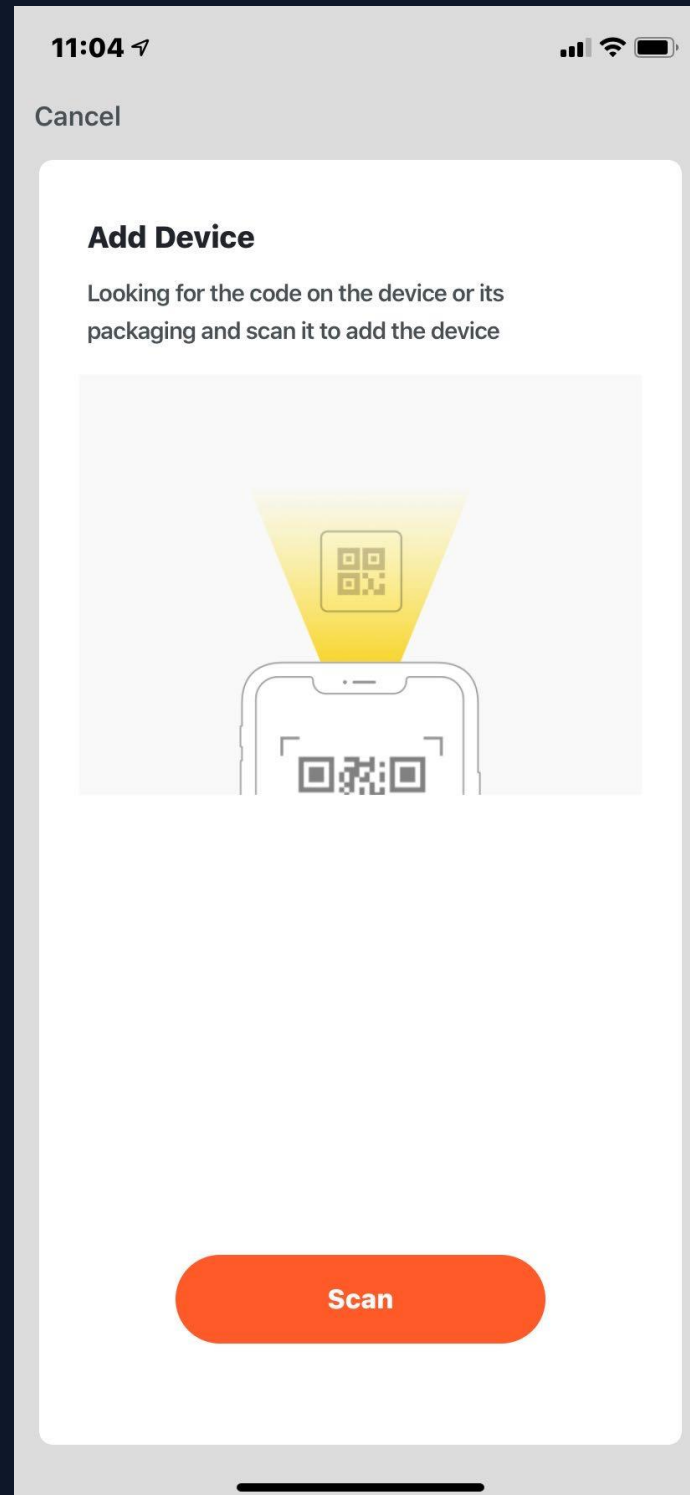 11:04
Cancel
Add Device
Looking for the code on the device or its
packaging and scan it to add the device
Scan